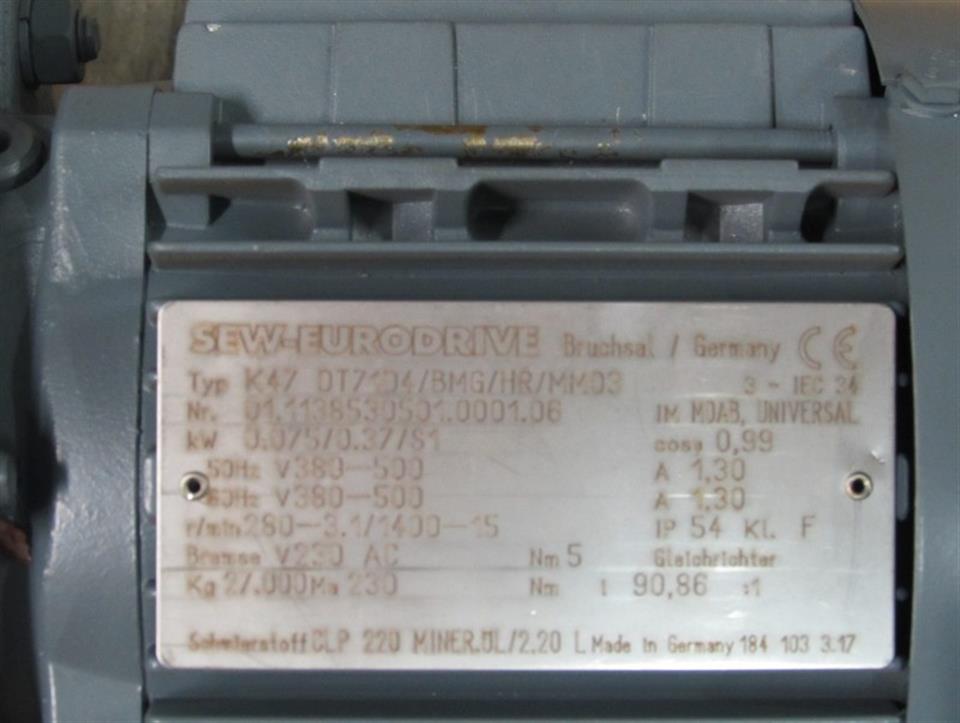 SEW-EURODRIVE Bruchsal / Germany CE
Typ K47 DT71D4/BMG/HR/MM03 3 ~ IEC 34
Nr. 01.1138530501.0001.06 IM M0AB, UNIVERSAL
kW 0.075/0.37/S1 cosφ 0,99
50Hz V380-500 A 1,30
60Hz V380-500 A 1,30
r/min.280-3.1/1400-15 IP 54 Kl. F
Bremse V230 AC Nm 5 Gleichrichter
Kg 27.000 Ma 230 Nm i 90,86 :1
Schmierstoff CLP 220 MINER.ÖL/2.20 L Made in Germany 184 103 3.17